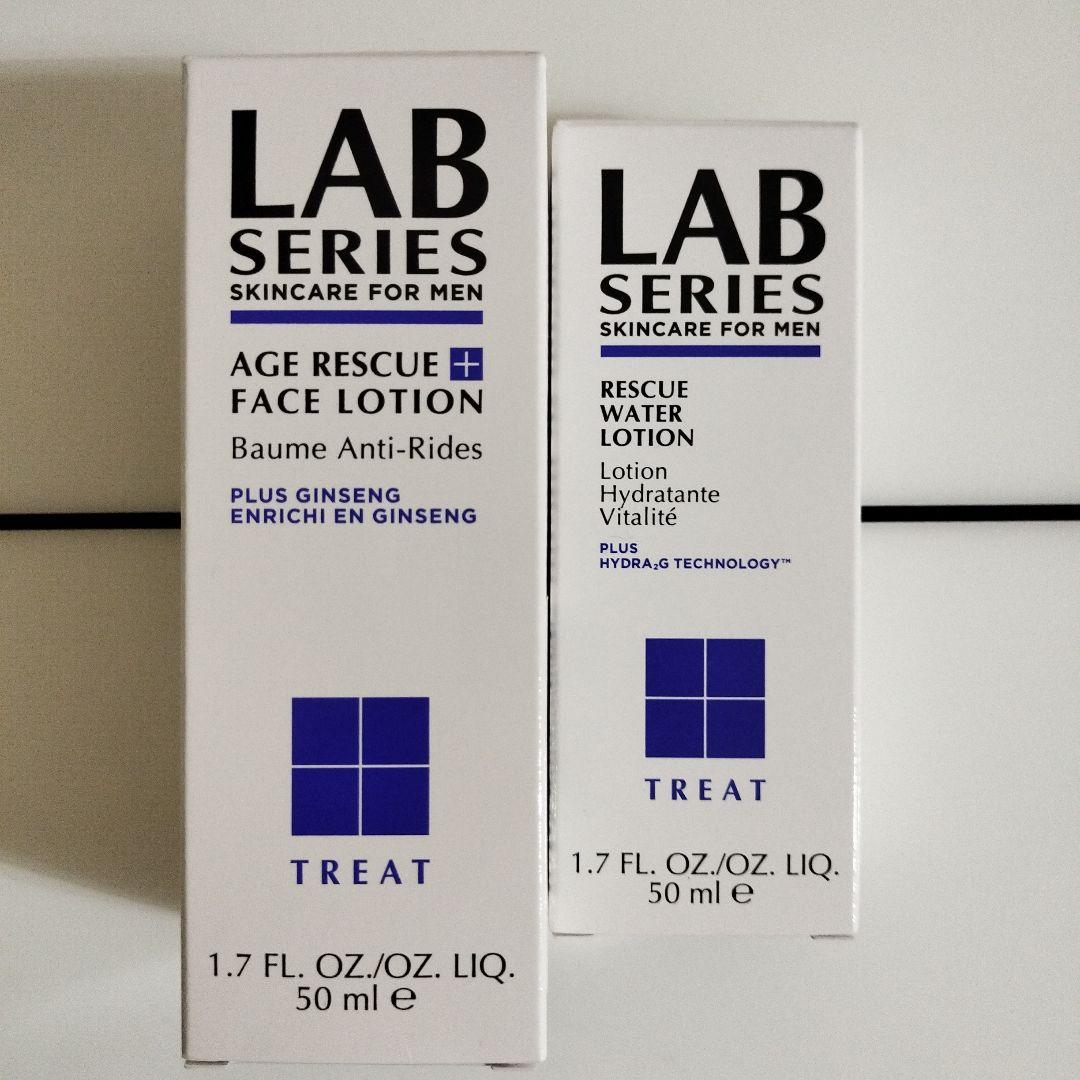 LAB
SERIES
SKINCARE FOR MEN
AGE RESCUE +
FACE LOTION
Baume Anti-Rides
PLUS GINSENG
ENRICHI EN GINSENG
TREAT
1.7 FL. OZ./OZ. LIQ.
50 ml ℮
LAB
SERIES
SKINCARE FOR MEN
RESCUE
WATER
LOTION
Lotion
Hydratante
Vitalité
PLUS
HYDRA₂G TECHNOLOGY™
TREAT
1.7 FL. OZ./OZ. LIQ.
50 ml ℮